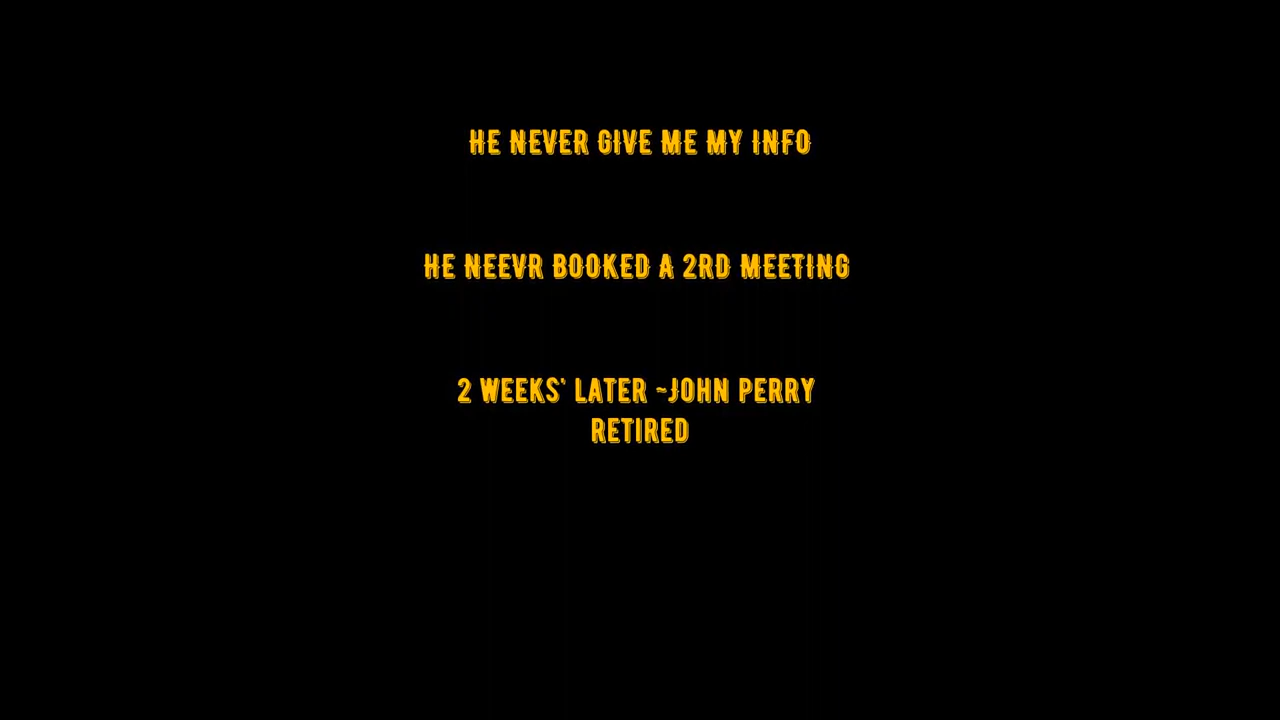 HE NEVER GIVE ME MY INFO
HE NEEVR BOOKED A 2RD MEETING
2 WEEKS' LATER ~JOHN PERRY
RETIRED